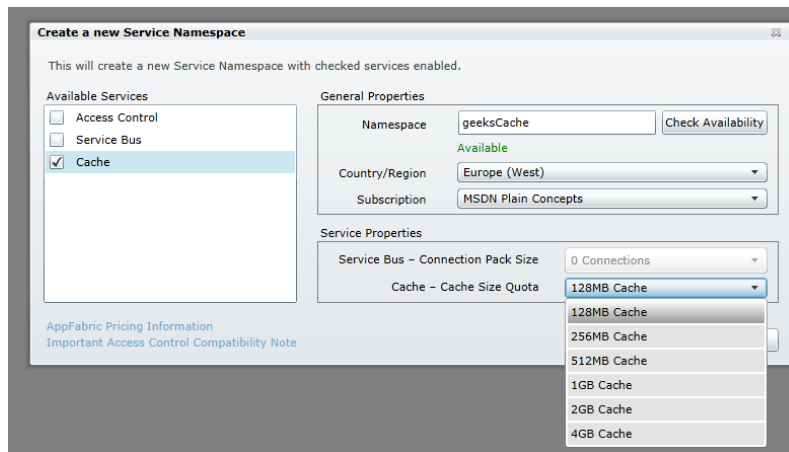 Create a new Service Namespace
This will create a new Service Namespace with checked services enabled.
Available Services
Access Control
Service Bus
Cache
AppFabric Pricing Information
Important Access Control Compatibility Note
General Properties
Namespace geeksCache Check Availability
Available
Country/Region Europe (West)
Subscription MSDN Plain Concepts
Service Properties
Service Bus – Connection Pack Size 0 Connections
Cache – Cache Size Quota 128MB Cache
128MB Cache
256MB Cache
512MB Cache
1GB Cache
2GB Cache
4GB Cache